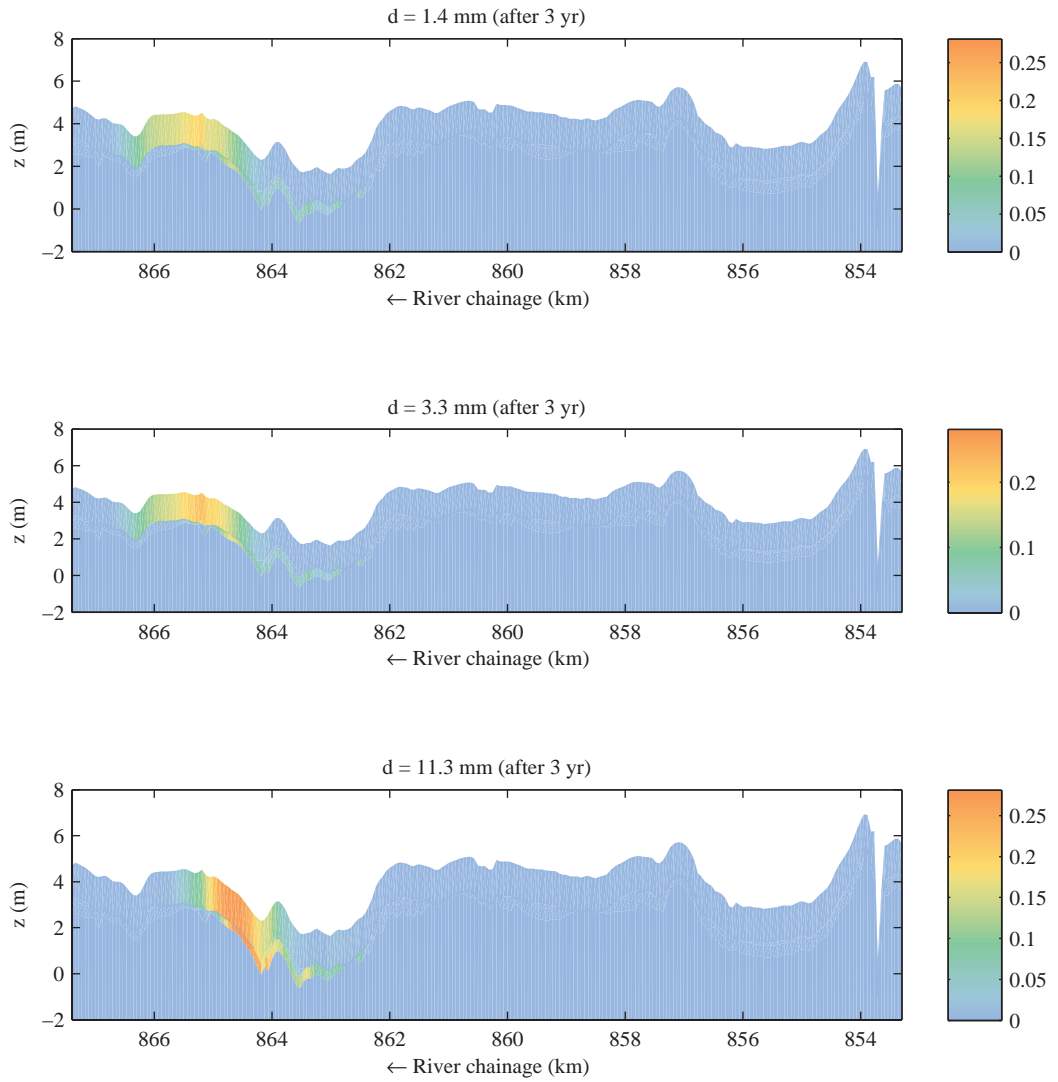 d = 1.4 mm (after 3 yr)
8
6
4
2
0
−2
z (m)
866 864 862 860 858 856 854
← River chainage (km)
0.25
0.2
0.15
0.1
0.05
0
d = 3.3 mm (after 3 yr)
8
6
4
2
0
−2
z (m)
866 864 862 860 858 856 854
← River chainage (km)
0.2
0.1
0
d = 11.3 mm (after 3 yr)
8
6
4
2
0
−2
z (m)
866 864 862 860 858 856 854
← River chainage (km)
0.25
0.2
0.15
0.1
0.05
0